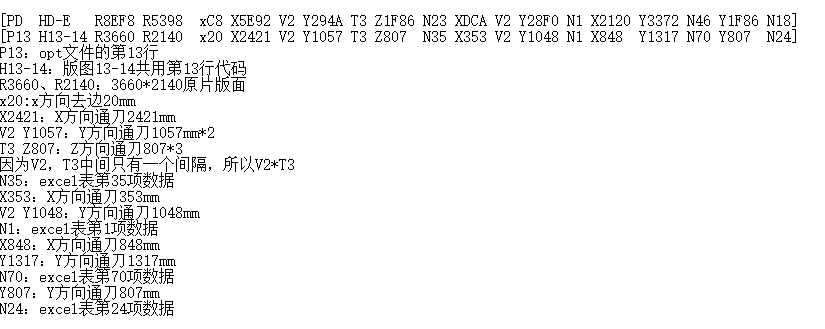 [PD  HD-E   R8EF8 R5398  xC8 X5E92 V2 Y294A T3 Z1F86 N23 XDCA V2 Y28F0 N1 X2120 Y3372 N46 Y1F86 N18]
[P13 H13-14 R3660 R2140  x20 X2421 V2 Y1057 T3 Z807  N35 X353 V2 Y1048 N1 X848  Y1317 N70 Y807  N24]
P13: opt文件的第13行
H13-14: 版图13-14共用第13行代码
R3660、R2140: 3660*2140原片版面
x20:x方向去边20mm
X2421: X方向通刀2421mm
V2 Y1057: Y方向通刀1057mm*2
T3 Z807: Z方向通刀807*3
因为V2, T3中间只有一个间隔, 所以V2*T3
N35: excel表第35项数据
X353: X方向通刀353mm
V2 Y1048: Y方向通刀1048mm
N1: excel表第1项数据
X848: X方向通刀848mm
Y1317: Y方向通刀1317mm
N70: excel表第70项数据
Y807: Y方向通刀807mm
N24: excel表第24项数据